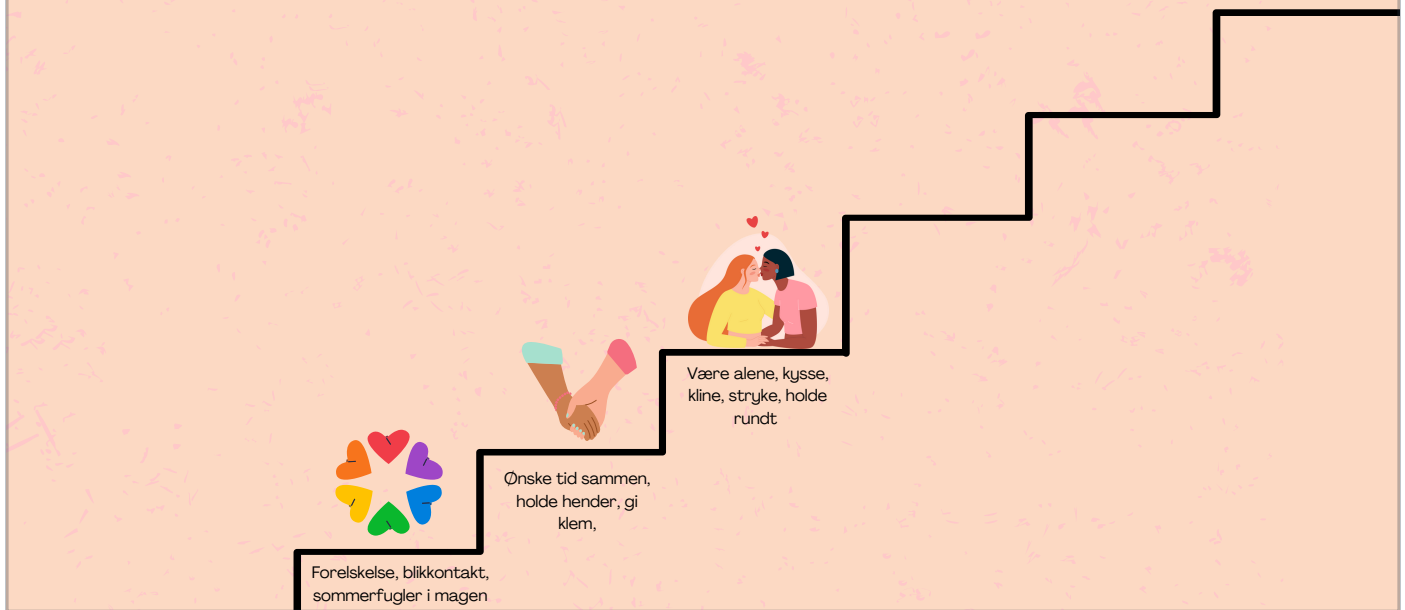 Være alene, kysse,
kline, stryke, holde
rundt
Ønske tid sammen,
holde hender, gi
klem,
Forelskelse, blikkontakt,
sommerfugler i magen